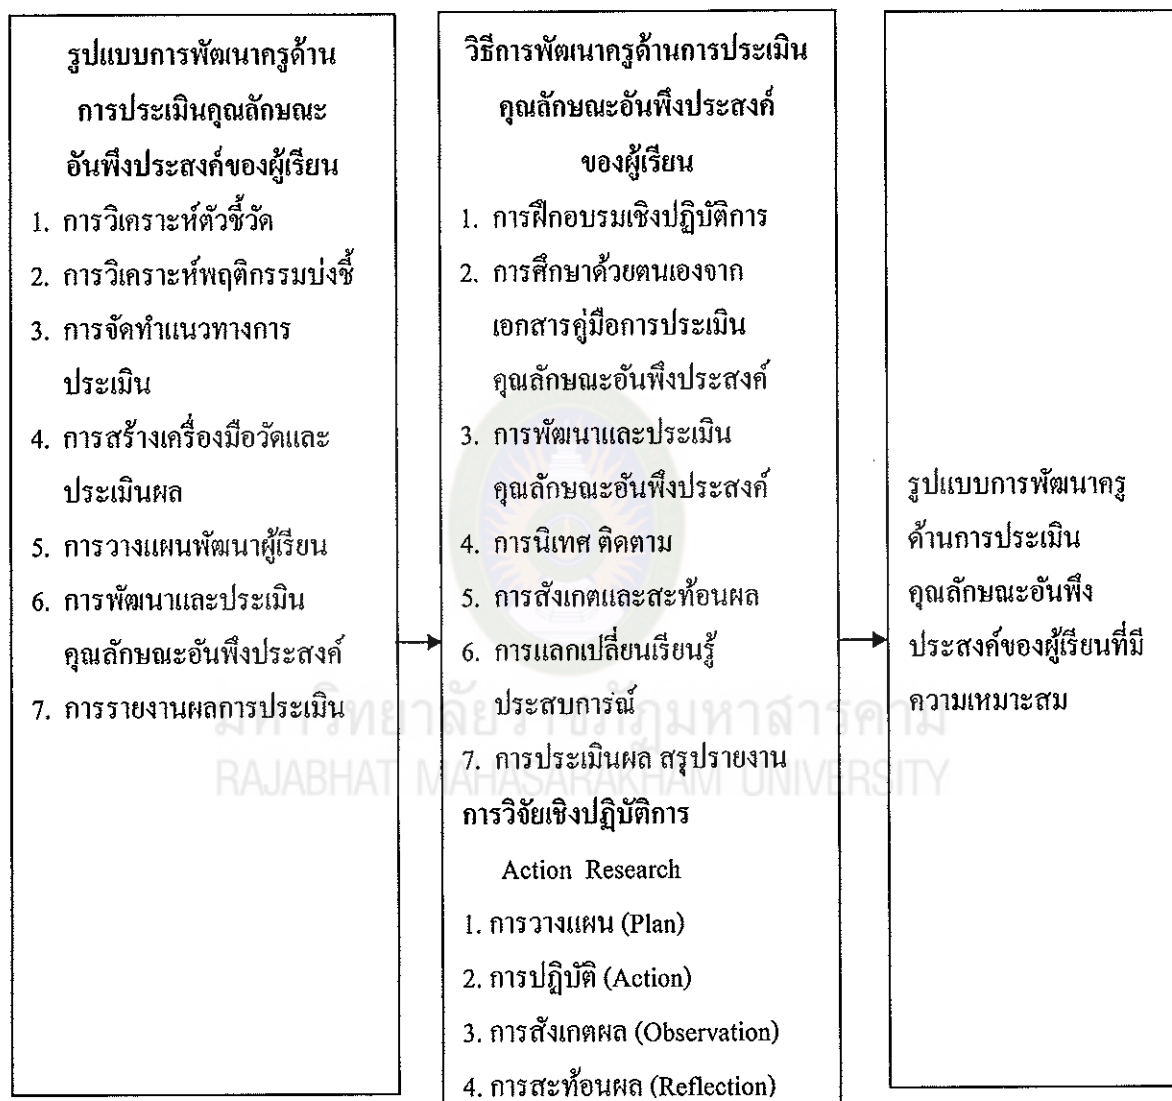 รูปแบบการพัฒนาครูด้าน
การประเมินคุณลักษณะ
อันพึงประสงค์ของผู้เรียน
1. การวิเคราะห์ตัวชี้วัด
2. การวิเคราะห์พฤติกรรมบ่งชี้
3. การจัดทำแนวทางการ
ประเมิน
4. การสร้างเครื่องมือวัดและ
ประเมินผล
5. การวางแผนพัฒนาผู้เรียน
6. การพัฒนาและประเมิน
คุณลักษณะอันพึงประสงค์
7. การรายงานผลการประเมิน
วิธีการพัฒนาครูด้านการประเมิน
คุณลักษณะอันพึงประสงค์
ของผู้เรียน
1. การฝึกอบรมเชิงปฏิบัติการ
2. การศึกษาด้วยตนเองจาก
เอกสารคู่มือการประเมิน
คุณลักษณะอันพึงประสงค์
3. การพัฒนาและประเมิน
คุณลักษณะอันพึงประสงค์
4. การนิเทศ ติดตาม
5. การสังเกตและสะท้อนผล
6. การแลกเปลี่ยนเรียนรู้
ประสบการณ์
7. การประเมินผล สรุปรายงาน
การวิจัยเชิงปฏิบัติการ
Action Research
1. การวางแผน (Plan)
2. การปฏิบัติ (Action)
3. การสังเกตผล (Observation)
4. การสะท้อนผล (Reflection)
รูปแบบการพัฒนาครู
ด้านการประเมิน
คุณลักษณะอันพึง
ประสงค์ของผู้เรียนที่มี
ความเหมาะสม
มหาวิทยาลัยราชภัฏมหาสารคาม
RAJABHAT MAHASARAKHAM UNIVERSITY